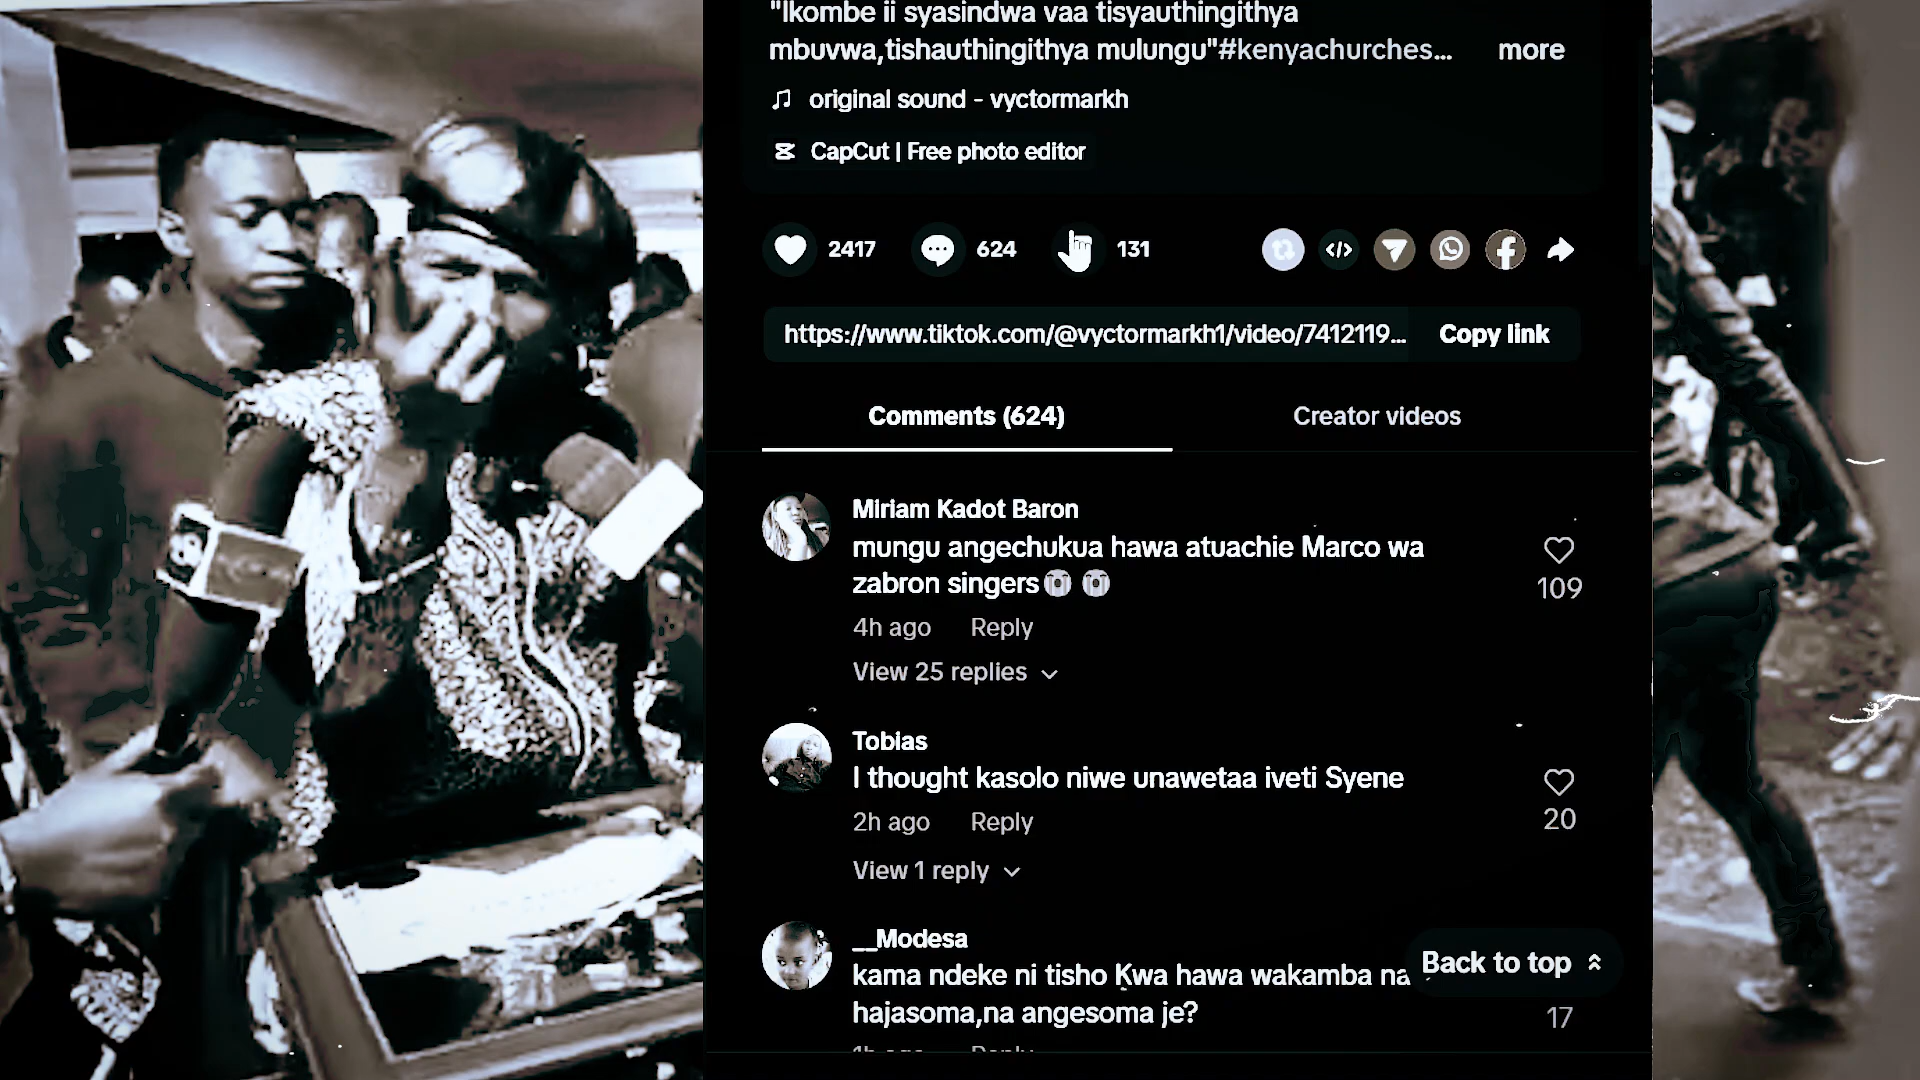 "Ikombe ii syasindwa vaa tisyauthingithya
mbuvwa,tishauthingithya mulungu"#kenyachurches... more
original sound - vyctormarkh
CapCut | Free photo editor
2417 624 131
https://www.tiktok.com/@vyctormarkh1/video/7412119... Copy link
Comments (624) Creator videos
Miriam Kadot Baron
mungu angechukua hawa atuachie Marco wa
zabron singers😭 😭
109
4h ago Reply
View 25 replies
Tobias
I thought kasolo niwe unawetaa iveti Syene
20
2h ago Reply
View 1 reply
__Modesa
kama ndeke ni tisho Kwa hawa wakamba na
Back to top
hajasoma,na angesoma je?
17
1h ago Reply